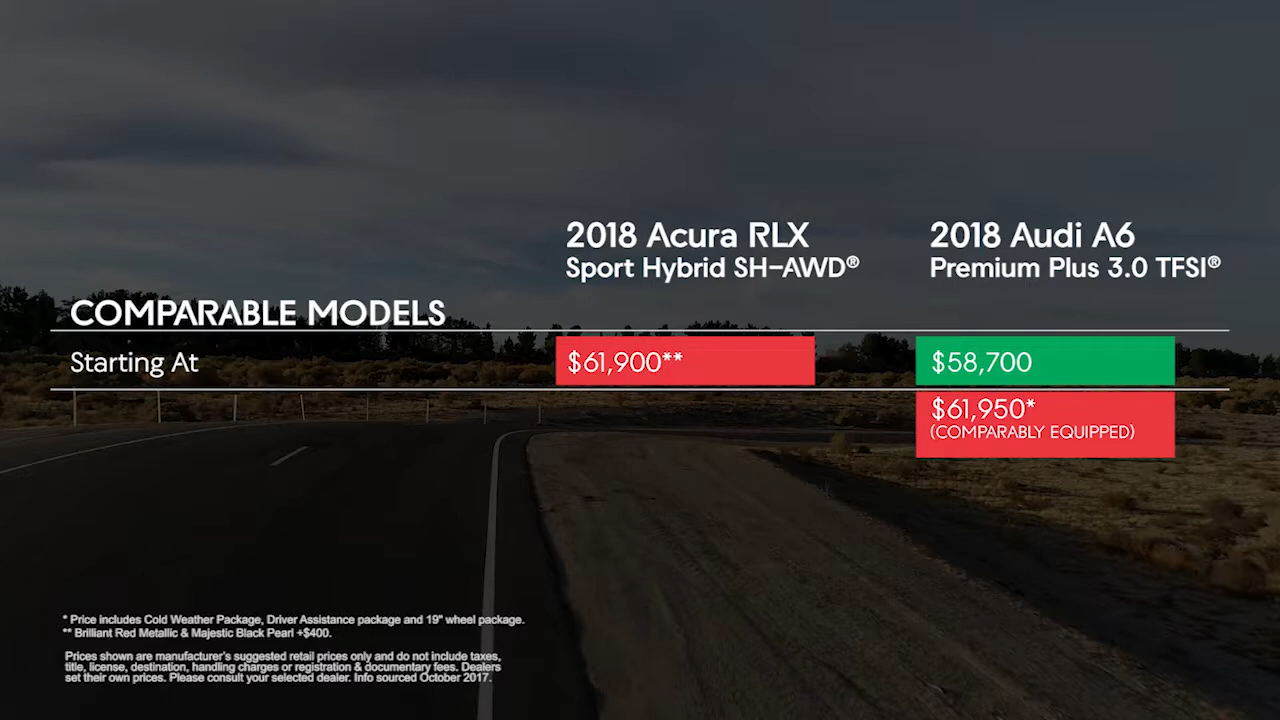 2018 Acura RLX
Sport Hybrid SH-AWD®
2018 Audi A6
Premium Plus 3.0 TFSI®
COMPARABLE MODELS
Starting At
$61,900**
$58,700
$61,950*
(COMPARABLY EQUIPPED)
* Price includes Cold Weather Package, Driver Assistance package and 19" wheel package.
** Brilliant Red Metallic & Majestic Black Pearl +$400.
Prices shown are manufacturer's suggested retail prices only and do not include taxes,
title, license, destination, handling charges or registration & documentary fees. Dealers
set their own prices. Please consult your selected dealer. Info sourced October 2017.